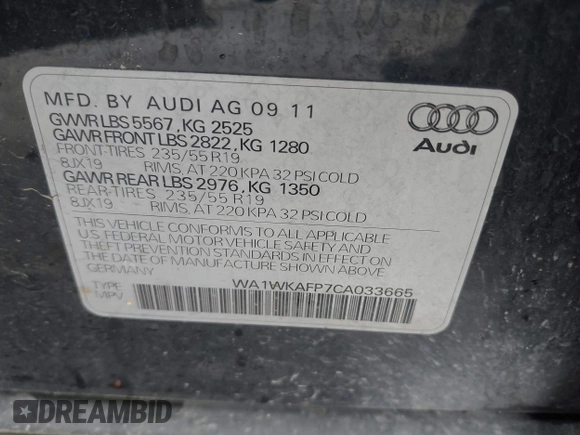 MFD. BY AUDI AG 09 11
GVWR LBS 5567, KG 2525
GAWR FRONT LBS 2822, KG 1280
FRONT-TIRES 235/55 R19
8JX19 RIMS, AT 220 KPA 32 PSI COLD
GAWR REAR LBS 2976, KG 1350
REAR-TIRES 235/55 R19
8JX19 RIMS, AT 220 KPA 32 PSI COLD
THIS VEHICLE CONFORMS TO ALL APPLICABLE
U.S. FEDERAL MOTOR VEHICLE SAFETY AND
THEFT PREVENTION STANDARDS IN EFFECT ON
THE DATE OF MANUFACTURE SHOWN ABOVE
GERMANY
WA1WKAFP7CA033665
TYPE
MPV
Audi
DREAMBID